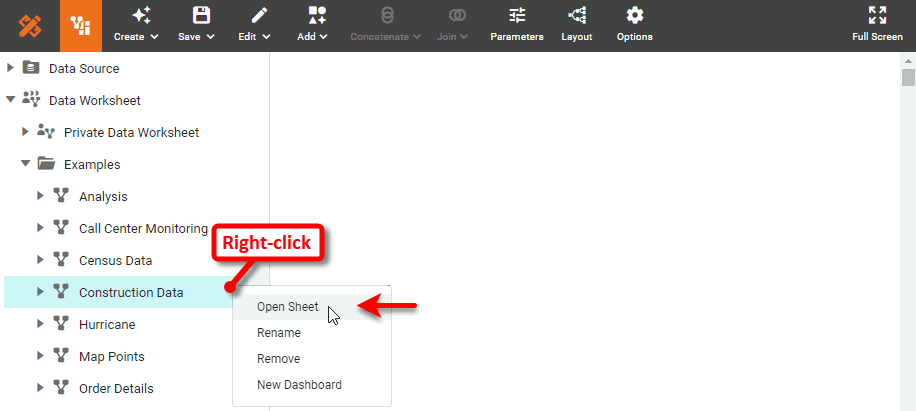 Create
Save
Edit
Add
Concatenate
Join
Parameters
Layout
Options
Full Screen
Data Source
Data Worksheet
Private Data Worksheet
Examples
Analysis
Call Center Monitoring
Right-click
Census Data
Construction Data
Open Sheet
Hurricane
Rename
Map Points
Remove
Order Details
New Dashboard